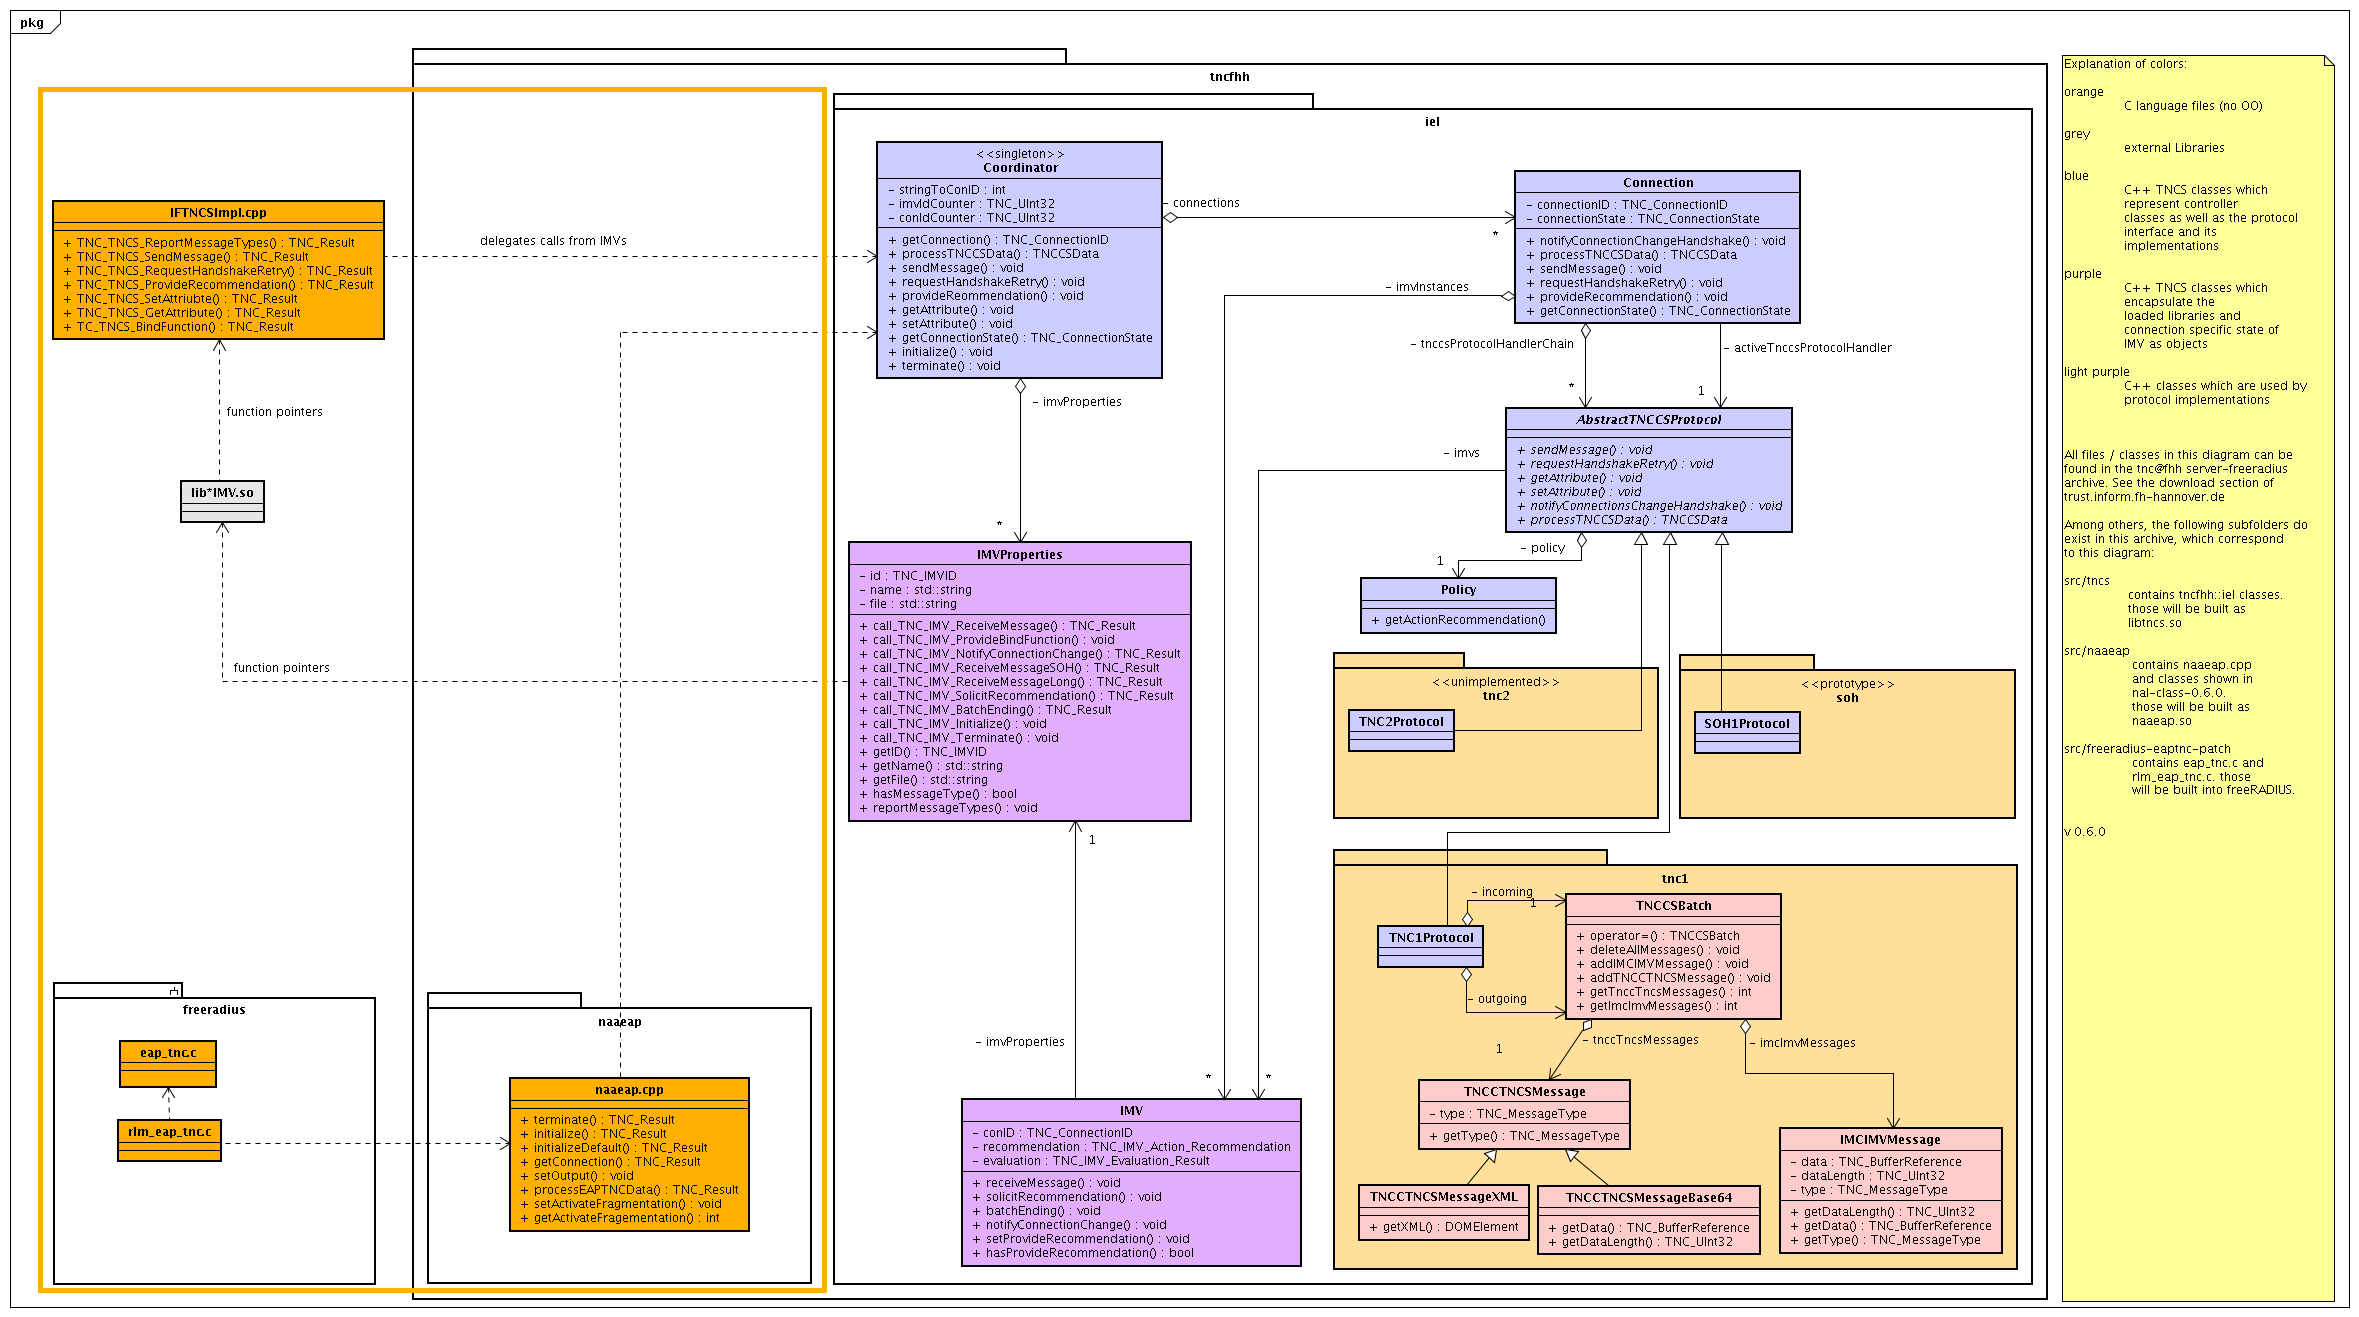 pkg
tncfhh
iel
IFTNCSImpl.cpp
+ TNC_TNCS_ReportMessageTypes() : TNC_Result
+ TNC_TNCS_SendMessage() : TNC_Result
+ TNC_TNCS_RequestHandshakeRetry() : TNC_Result
+ TNC_TNCS_ProvideRecommendation() : TNC_Result
+ TNC_TNCS_SetAttriubte() : TNC_Result
+ TNC_TNCS_GetAttribute() : TNC_Result
+ TC_TNCS_BindFunction() : TNC_Result
delegates calls from IMVs
function pointers
lib*IMV.so
function pointers
freeradius
eap_tnc.c
rlm_eap_tnc.c
naaeap
naaeap.cpp
+ terminate() : TNC_Result
+ initialize() : TNC_Result
+ initializeDefault() : TNC_Result
+ getConnection() : TNC_Result
+ setOutput() : void
+ processEAPTNCData() : TNC_Result
+ setActivateFragmentation() : void
+ getActivateFragementation() : int
<<singleton>>
Coordinator
- stringToConID : int
- imvIdCounter : TNC_UInt32
- conIdCounter : TNC_UInt32
+ getConnection() : TNC_ConnectionID
+ processTNCCSData() : TNCCSData
+ sendMessage() : void
+ requestHandshakeRetry() : void
+ provideReommendation() : void
+ getAttribute() : void
+ setAttribute() : void
+ getConnectionState() : TNC_ConnectionState
+ initialize() : void
+ terminate() : void
- connections
*
- imvProperties
*
Connection
- connectionID : TNC_ConnectionID
- connectionState : TNC_ConnectionState
+ notifyConnectionChangeHandshake() : void
+ processTNCCSData() : TNCCSData
+ sendMessage() : void
+ requestHandshakeRetry() : void
+ provideRecommendation() : void
+ getConnectionState() : TNC_ConnectionState
- imvInstances
- tnccsProtocolHandlerChain
*
- activeTnccsProtocolHandler
1
AbstractTNCCSProtocol
+ sendMessage() : void
+ requestHandshakeRetry() : void
+ getAttribute() : void
+ setAttribute() : void
+ notifyConnectionsChangeHandshake() : void
+ processTNCCSData() : TNCCSData
- imvs
- policy
1
Policy
+ getActionRecommendation()
IMVProperties
- id : TNC_IMVID
- name : std::string
- file : std::string
+ call_TNC_IMV_ReceiveMessage() : TNC_Result
+ call_TNC_IMV_ProvideBindFunction() : void
+ call_TNC_IMV_NotifyConnectionChange() : TNC_Result
+ call_TNC_IMV_ReceiveMessageSOH() : TNC_Result
+ call_TNC_IMV_ReceiveMessageLong() : TNC_Result
+ call_TNC_IMV_SolicitRecommendation() : TNC_Result
+ call_TNC_IMV_BatchEnding() : TNC_Result
+ call_TNC_IMV_Initialize() : void
+ call_TNC_IMV_Terminate() : void
+ getID() : TNC_IMVID
+ getName() : std::string
+ getFile() : std::string
+ hasMessageType() : bool
+ reportMessageTypes() : void
1
- imvProperties
*
*
IMV
- conID : TNC_ConnectionID
- recommendation : TNC_IMV_Action_Recommendation
- evaluation : TNC_IMV_Evaluation_Result
+ receiveMessage() : void
+ solicitRecommendation() : void
+ batchEnding() : void
+ notifyConnectionChange() : void
+ setProvideRecommendation() : void
+ hasProvideRecommendation() : bool
<<unimplemented>>
tnc2
TNC2Protocol
<<prototype>>
soh
SOH1Protocol
tnc1
TNC1Protocol
- incoming
1
- outgoing
1
TNCCSBatch
+ operator=() : TNCCSBatch
+ deleteAllMessages() : void
+ addIMCIMVMessage() : void
+ addTNCCTNCSMessage() : void
+ getTnccTncsMessages() : int
+ getImcImvMessages() : int
- tnccTncsMessages
- imcImvMessages
TNCCTNCSMessage
- type : TNC_MessageType
+ getType() : TNC_MessageType
TNCCTNCSMessageXML
+ getXML() : DOMElement
TNCCTNCSMessageBase64
+ getData() : TNC_BufferReference
+ getDataLength() : TNC_UInt32
IMCIMVMessage
- data : TNC_BufferReference
- dataLength : TNC_UInt32
- type : TNC_MessageType
+ getDataLength() : TNC_UInt32
+ getData() : TNC_BufferReference
+ getType() : TNC_MessageType
Explanation of colors:
orange
C language files (no OO)
grey
external Libraries
blue
C++ TNCS classes which
represent controller
classes as well as the protocol
interface and its
implementations
purple
C++ TNCS classes which
encapsulate the
loaded libraries and
connection specific state of
IMV as objects
light purple
C++ classes which are used by
protocol implementations
All files / classes in this diagram can be
found in the tnc@fhh server-freeradius
archive. See the download section of
trust.inform.fh-hannover.de
Among others, the following subfolders do
exist in this archive, which correspond
to this diagram:
src/tncs
contains tncfhh::iel classes.
those will be built as
libtncs.so
src/naaeap
contains naaeap.cpp
and classes shown in
nal-class-0.6.0.
those will be built as
naaeap.so
src/freeradius-eaptnc-patch
contains eap_tnc.c and
rlm_eap_tnc.c. those
will be built into freeRADIUS.
v 0.6.0